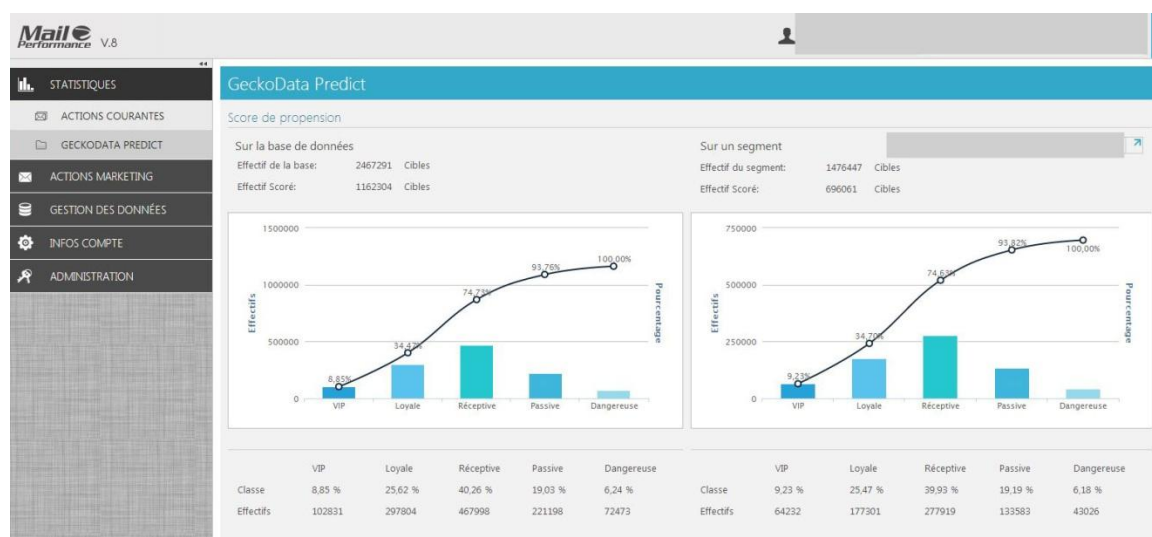 Mail Performance V.8
STATISTIQUES
ACTIONS COURANTES
GECKODATA PREDICT
ACTIONS MARKETING
GESTION DES DONNÉES
INFOS COMPTE
ADMINISTRATION
GeckoData Predict
Score de propension
Sur la base de données
Effectif de la base: 2467291 Cibles
Effectif Scoré: 1162304 Cibles
1500000
1000000
500000
0
Effectifs
Pourcentage
8,85%
34,47%
74,73%
93,76%
100,00%
VIP Loyale Réceptive Passive Dangereuse
VIP Loyale Réceptive Passive Dangereuse
Classe 8,85 % 25,62 % 40,26 % 19,03 % 6,24 %
Effectifs 102831 297804 467998 221198 72473
Sur un segment
Effectif du segment: 1476447 Cibles
Effectif Scoré: 696061 Cibles
750000
500000
250000
0
Effectifs
Pourcentage
9,23%
34,70%
74,63%
93,82%
100,00%
VIP Loyale Réceptive Passive Dangereuse
VIP Loyale Réceptive Passive Dangereuse
Classe 9,23 % 25,47 % 39,93 % 19,19 % 6,18 %
Effectifs 64232 177301 277919 133583 43026